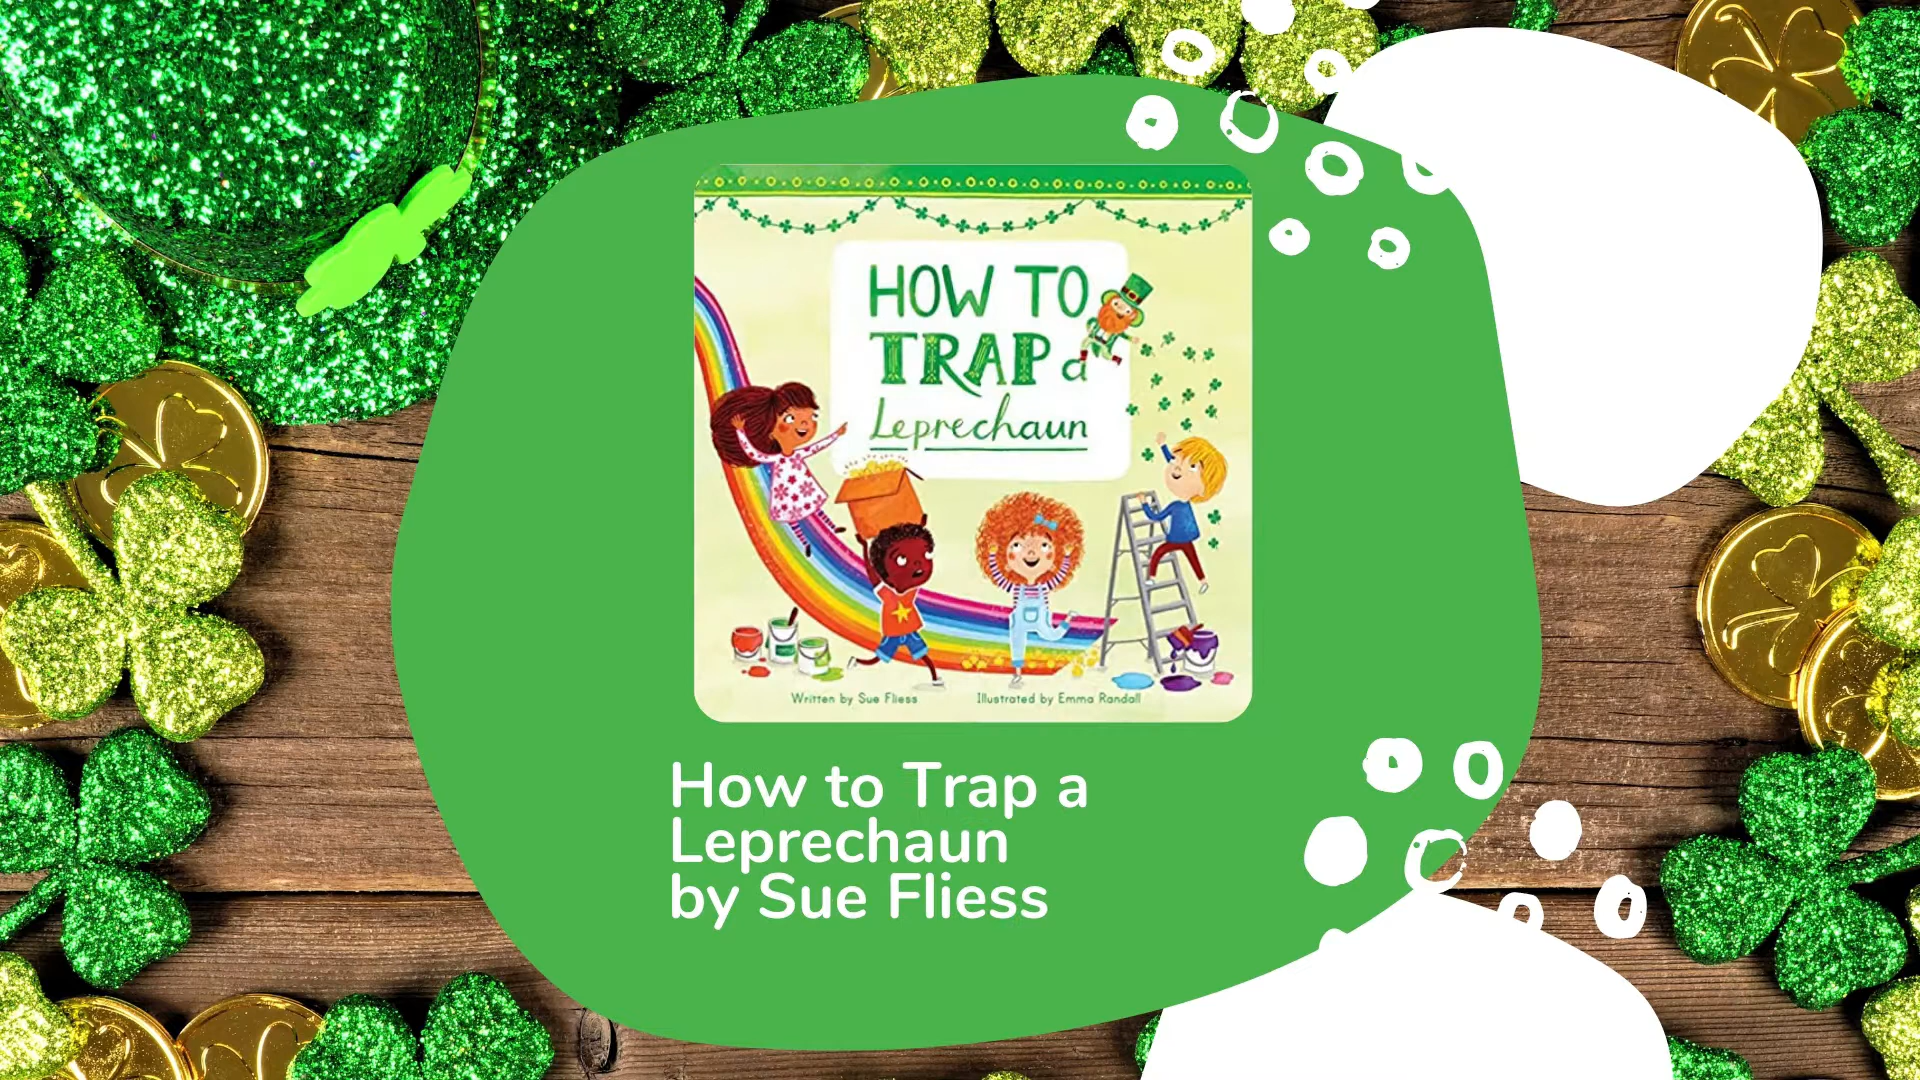 HOW TO
TRAP a
Leprechaun
Written by Sue Fliess
Illustrated by Emma Randall
How to Trap a
Leprechaun
by Sue Fliess